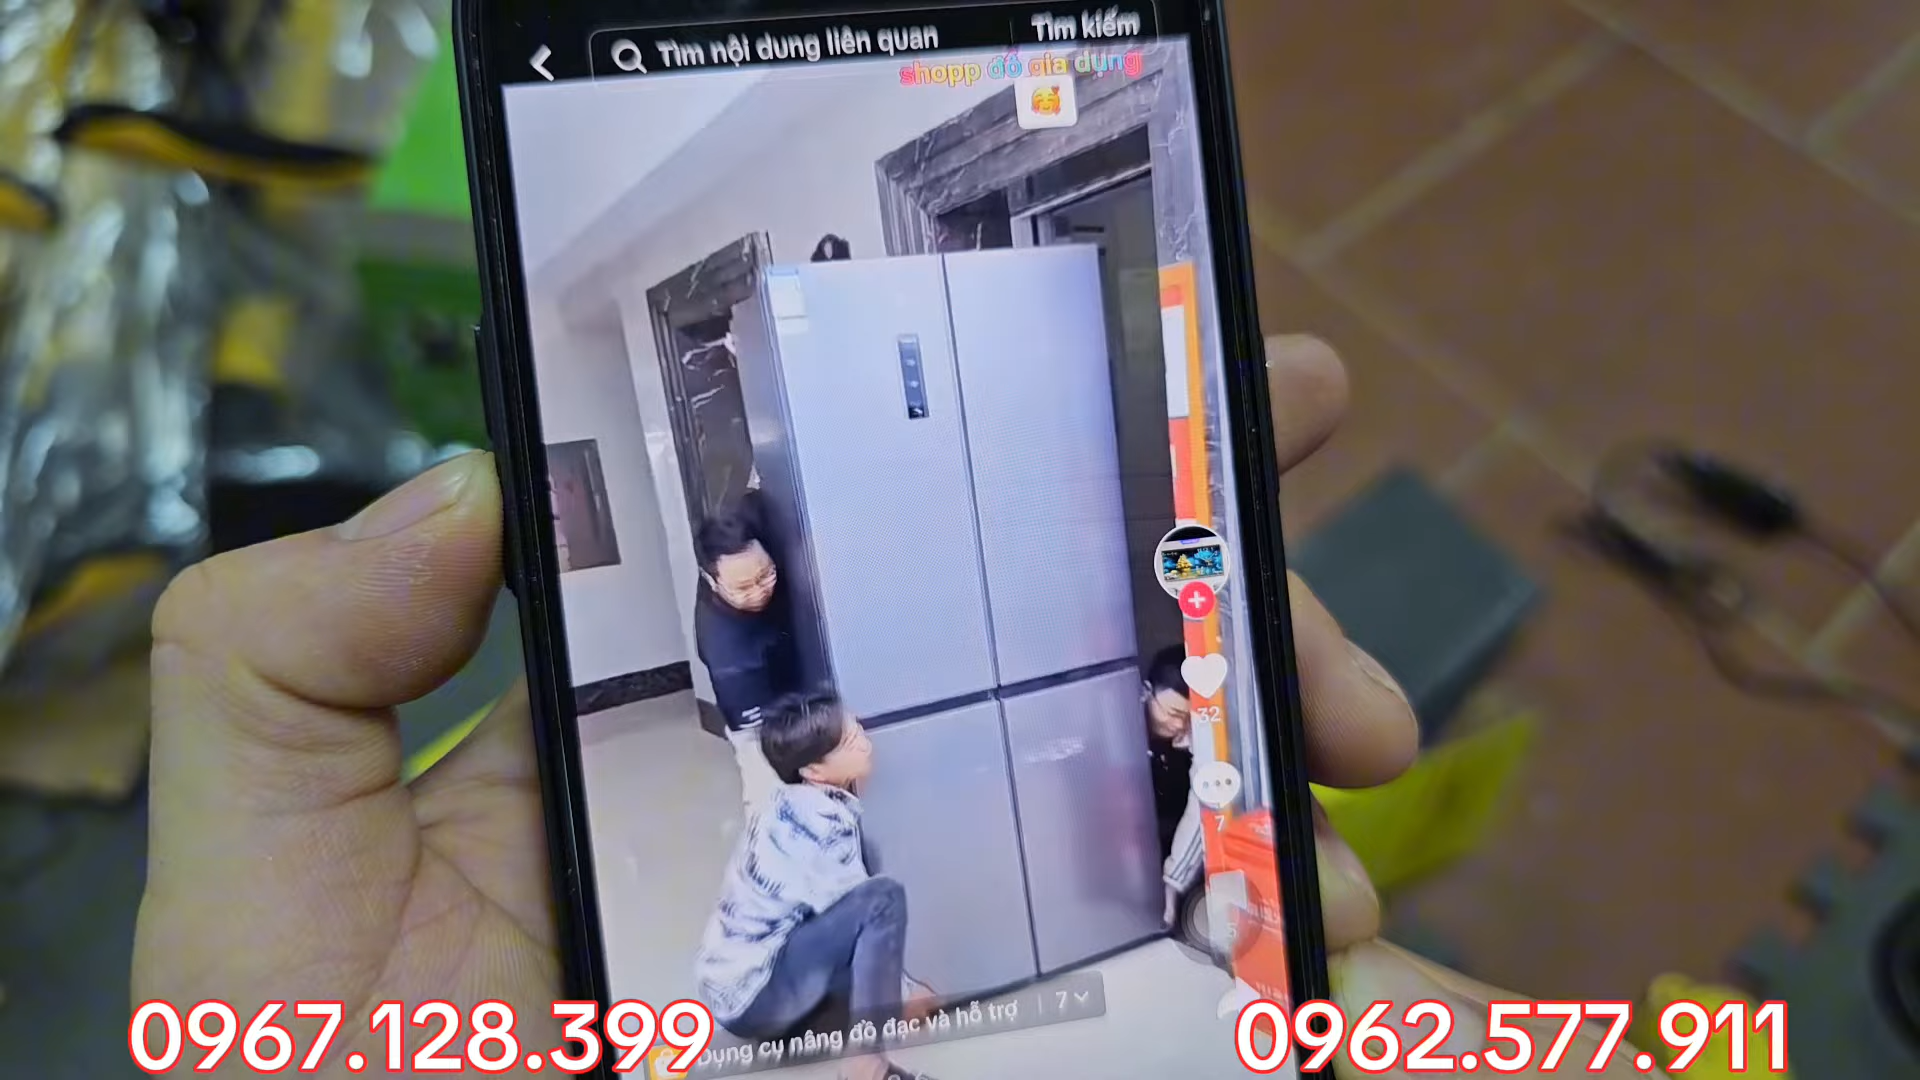 Tìm nội dung liên quan
Tìm kiếm
shopp đồ gia dụng
32
7
Dụng cụ nâng đồ đạc và hỗ trợ
7
0967.128.399
0962.577.911